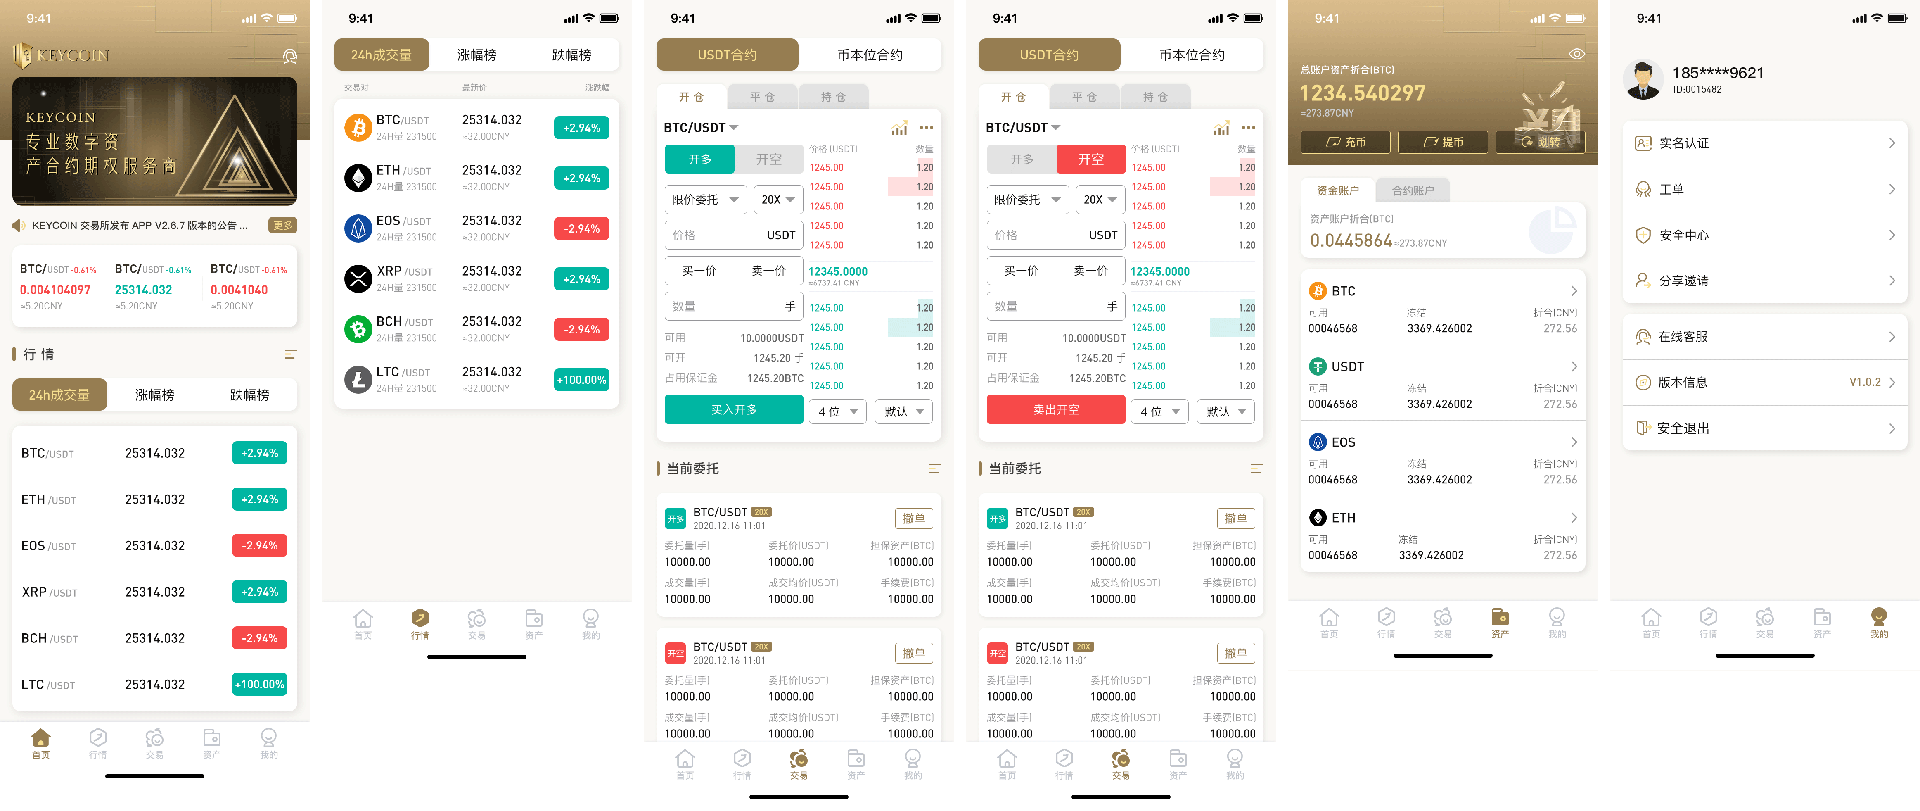 9:41
KEYCOIN
KEYCOIN
专业数字资
产合约期权服务商
KEYCOIN 交易所发布 APP V2.6.7 版本的公告 ...
更多
BTC/USDT -0.61% BTC/USDT -0.61% BTC/USDT -0.61%
0.004104097 25314.032 0.0041040
≈5.20CNY ≈5.20CNY ≈5.20CNY
行情
24h成交量 涨幅榜 跌幅榜
BTC/USDT 25314.032 +2.94%
ETH /USDT 25314.032 +2.94%
EOS /USDT 25314.032 -2.94%
XRP /USDT 25314.032 +2.94%
BCH /USDT 25314.032 -2.94%
LTC /USDT 25314.032 +100.00%
首页 行情 交易 资产 我的
9:41
24h成交量 涨幅榜 跌幅榜
交易对 最新价 涨跌幅
BTC/USDT 25314.032 +2.94%
24H量 231500 ≈32.00CNY
ETH /USDT 25314.032 +2.94%
24H量 231500 ≈32.00CNY
EOS /USDT 25314.032 -2.94%
24H量 231500 ≈32.00CNY
XRP /USDT 25314.032 +2.94%
24H量 231500 ≈32.00CNY
BCH /USDT 25314.032 -2.94%
24H量 231500 ≈32.00CNY
LTC /USDT 25314.032 +100.00%
24H量 231500 ≈32.00CNY
首页 行情 交易 资产 我的
9:41
USDT合约 币本位合约
开仓 平仓 持仓
BTC/USDT
开多 开空
价格(USDT) 数量
1245.00 1.20
1245.00 1.20
1245.00 1.20
1245.00 1.20
1245.00 1.20
限价委托 20X
价格 USDT
买一价 卖一价
12345.0000
≈6737.41 CNY
数量 手
1245.00 1.20
1245.00 1.20
1245.00 1.20
1245.00 1.20
1245.00 1.20
可用 10.0000USDT
可开 1245.20 手
占用保证金 1245.20BTC
买入开多 4 位 默认
当前委托
开多 BTC/USDT 20X 撤单
2020.12.16 11:01
委托量(手) 委托价(USDT) 担保资产(BTC)
10000.00 10000.00 10000.00
成交量(手) 成交均价(USDT) 手续费(BTC)
10000.00 10000.00 10000.00
开空 BTC/USDT 20X 撤单
2020.12.16 11:01
委托量(手) 委托价(USDT) 担保资产(BTC)
10000.00 10000.00 10000.00
成交量(手) 成交均价(USDT) 手续费(BTC)
10000.00 10000.00 10000.00
首页 行情 交易 资产 我的
9:41
USDT合约 币本位合约
开仓 平仓 持仓
BTC/USDT
开多 开空
价格(USDT) 数量
1245.00 1.20
1245.00 1.20
1245.00 1.20
1245.00 1.20
1245.00 1.20
限价委托 20X
价格 USDT
买一价 卖一价
12345.0000
≈6737.41 CNY
数量 手
1245.00 1.20
1245.00 1.20
1245.00 1.20
1245.00 1.20
1245.00 1.20
可用 10.0000USDT
可开 1245.20 手
占用保证金 1245.20BTC
卖出开空 4 位 默认
当前委托
开多 BTC/USDT 20X 撤单
2020.12.16 11:01
委托量(手) 委托价(USDT) 担保资产(BTC)
10000.00 10000.00 10000.00
成交量(手) 成交均价(USDT) 手续费(BTC)
10000.00 10000.00 10000.00
开空 BTC/USDT 20X 撤单
2020.12.16 11:01
委托量(手) 委托价(USDT) 担保资产(BTC)
10000.00 10000.00 10000.00
成交量(手) 成交均价(USDT) 手续费(BTC)
10000.00 10000.00 10000.00
首页 行情 交易 资产 我的
9:41
总账户资产折合(BTC)
1234.540297
≈273.87CNY
充币 提币 划转
资金账户 合约账户
资产账户折合(BTC)
0.0445864≈273.87CNY
BTC
可用 冻结 折合(CNY)
00046568 3369.426002 272.56
USDT
可用 冻结 折合(CNY)
00046568 3369.426002 272.56
EOS
可用 冻结 折合(CNY)
00046568 3369.426002 272.56
ETH
可用 冻结 折合(CNY)
00046568 3369.426002 272.56
首页 行情 交易 资产 我的
9:41
185****9621
ID:0015482
实名认证
工单
安全中心
分享邀请
在线客服
版本信息 V1.0.2
安全退出
首页 行情 交易 资产 我的